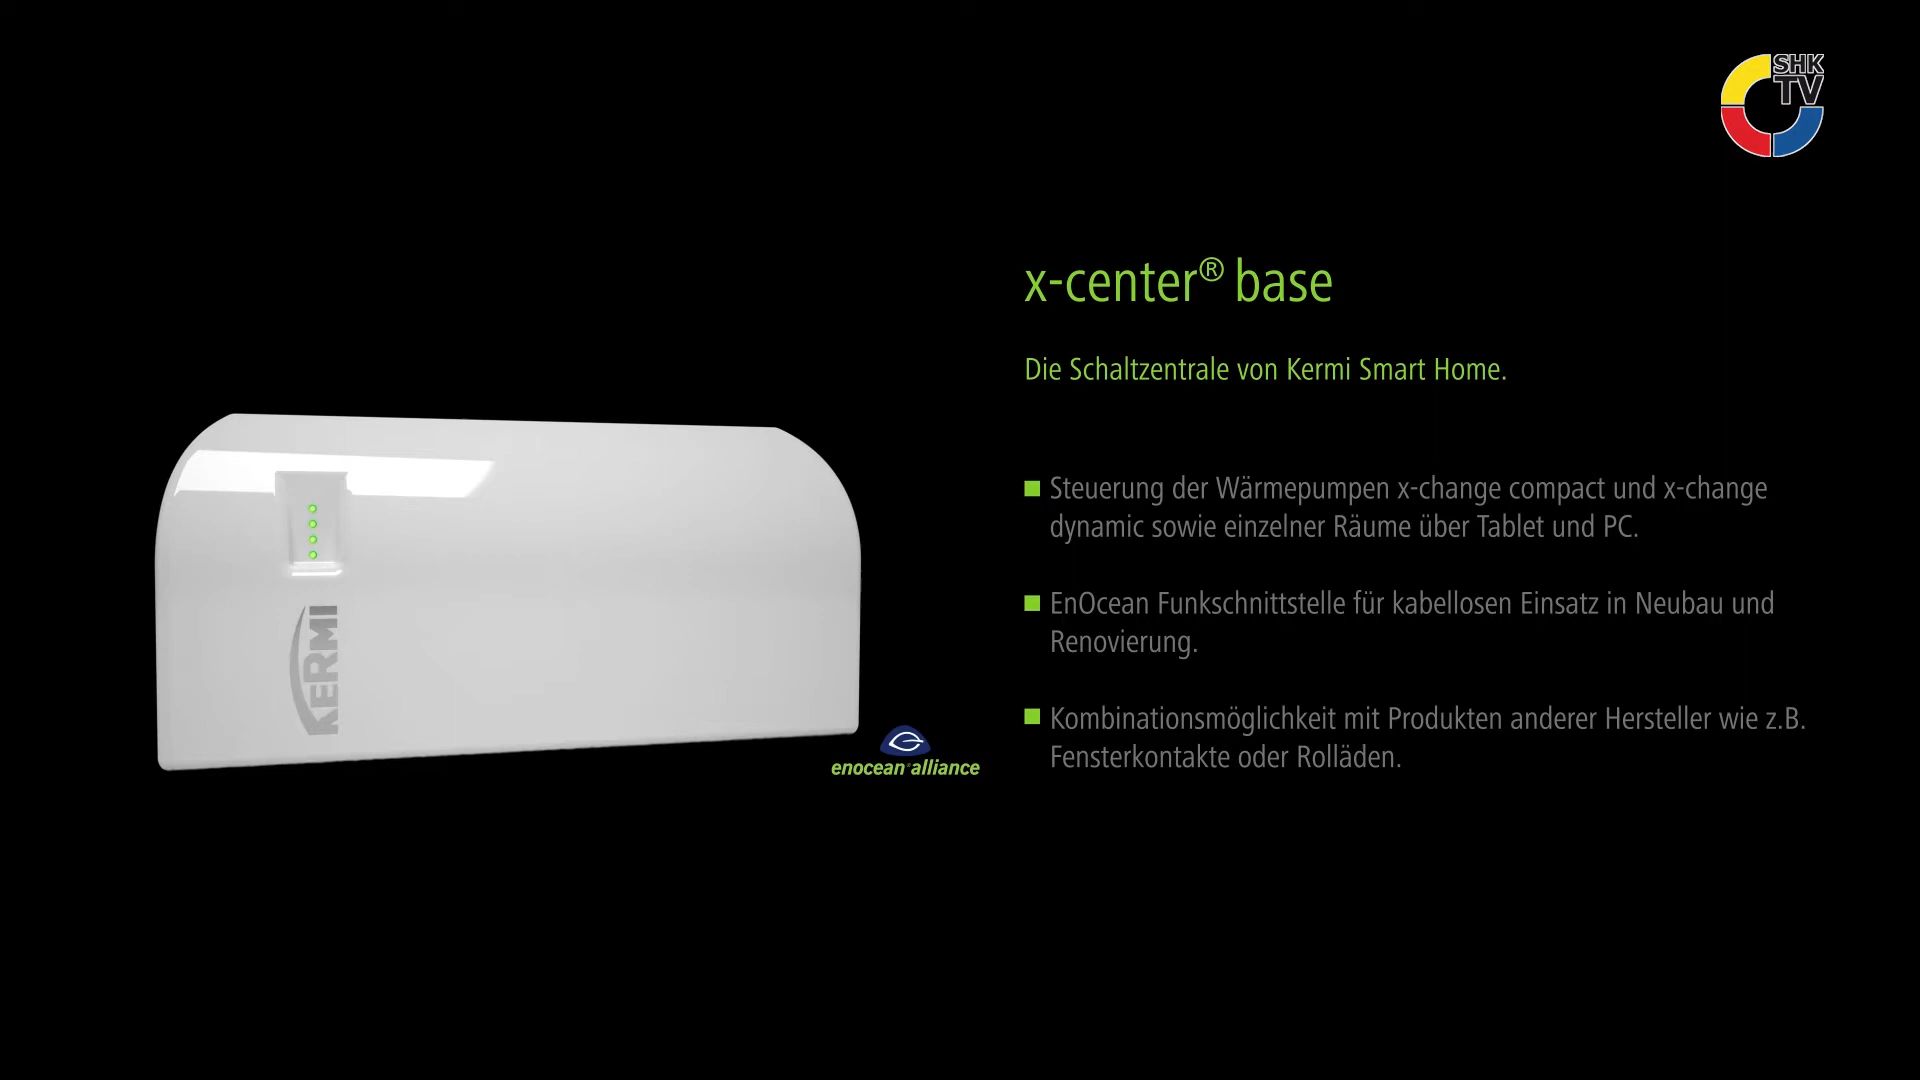 SHK
TV
x-center® base
Die Schaltzentrale von Kermi Smart Home.
Steuerung der Wärmepumpen x-change compact und x-change
dynamic sowie einzelner Räume über Tablet und PC.
EnOcean Funkschnittstelle für kabellosen Einsatz in Neubau und
Renovierung.
Kombinationsmöglichkeit mit Produkten anderer Hersteller wie z.B.
Fensterkontakte oder Rolläden.
KERMI
enocean® alliance